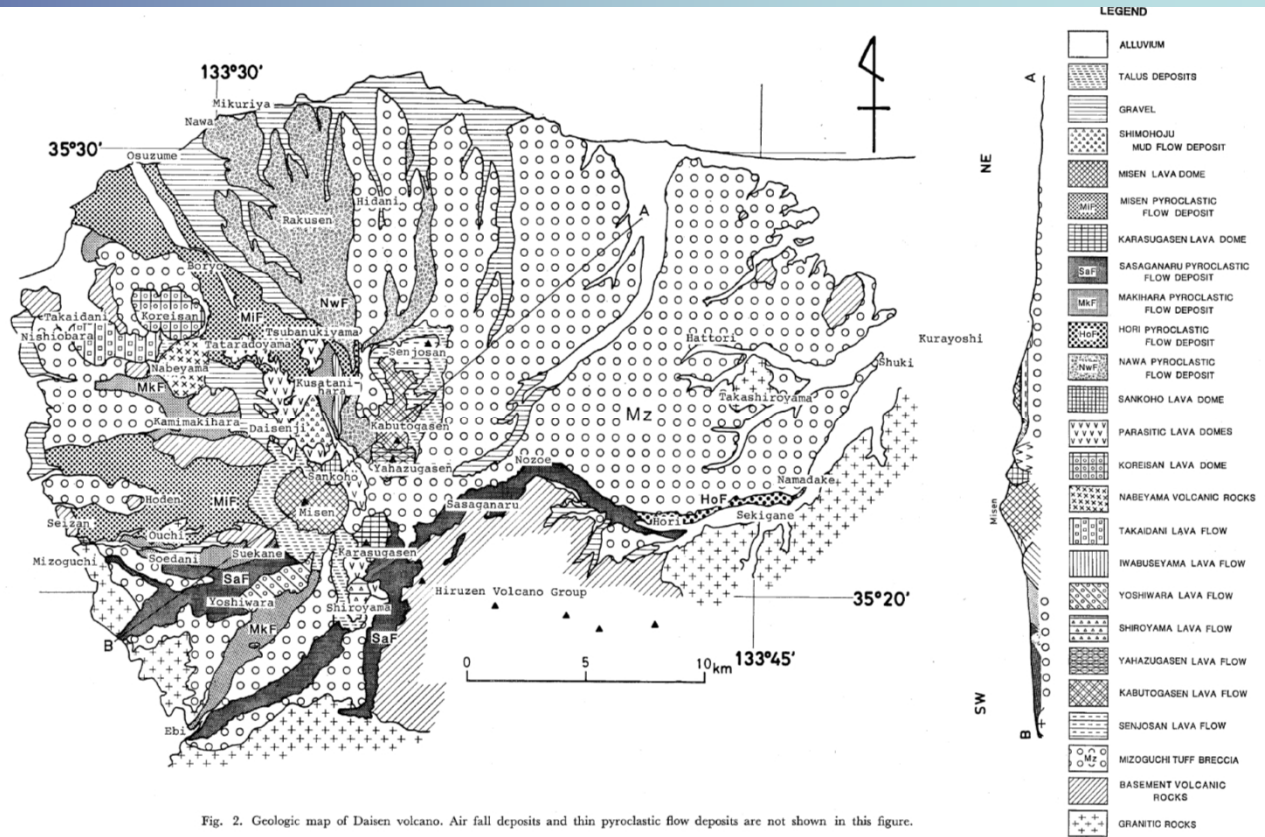 LEGEND
ALLUVIUM
TALUS DEPOSITS
GRAVEL
SHIMOHOJU
MUD FLOW DEPOSIT
MISEN LAVA DOME
MiF
MISEN PYROCLASTIC
FLOW DEPOSIT
KARASUGASEN LAVA DOME
SaF
SASAGANARU PYROCLASTIC
FLOW DEPOSIT
MkF
MAKIHARA PYROCLASTIC
FLOW DEPOSIT
HoF
HORI PYROCLASTIC
FLOW DEPOSIT
NwF
NAWA PYROCLASTIC
FLOW DEPOSIT
SANKOHO LAVA DOME
PARASITIC LAVA DOMES
KOREISAN LAVA DOME
NABEYAMA VOLCANIC ROCKS
TAKAIDANI LAVA FLOW
IWABUSEYAMA LAVA FLOW
YOSHIWARA LAVA FLOW
SHIROYAMA LAVA FLOW
YAHAZUGASEN LAVA FLOW
KABUTOGASEN LAVA FLOW
SENJOSAN LAVA FLOW
Mz
MIZOGUCHI TUFF BRECCIA
BASEMENT VOLCANIC
ROCKS
GRANITIC ROCKS
133°30'
Mikuriya
Nawa
35°30'
Osuzume
Hidani
Rakusen
A
Boryo
NwF
Takaidani
Koreisan
MiF
Tsubanukiyama
Nishiobara
Tataradoyama
Senjosan
Hattori
Kurayoshi
Nabeyama
Shuki
MkF
Kusatani
hara
Takashiroyama
Mz
Kamimakihara
Daisenji
Kabutogasen
Yahazugasen
Nozoe
Sankoho
Namadake
Hoden
MiF
Misen
Sasaganaru
HoF
Hori
Sekigane
Seizan
Ouchi
Mizoguchi
Soedani
Suekane
Karasugasen
SaF
Hiruzen Volcano Group
35°20'
Yoshiwara
Shiroyama
B
MkF
SaF
0
5
10 km
133°45'
Ebi
A
NE
Misen
SW
B
Fig. 2. Geologic map of Daisen volcano. Air fall deposits and thin pyroclastic flow deposits are not shown in this figure.